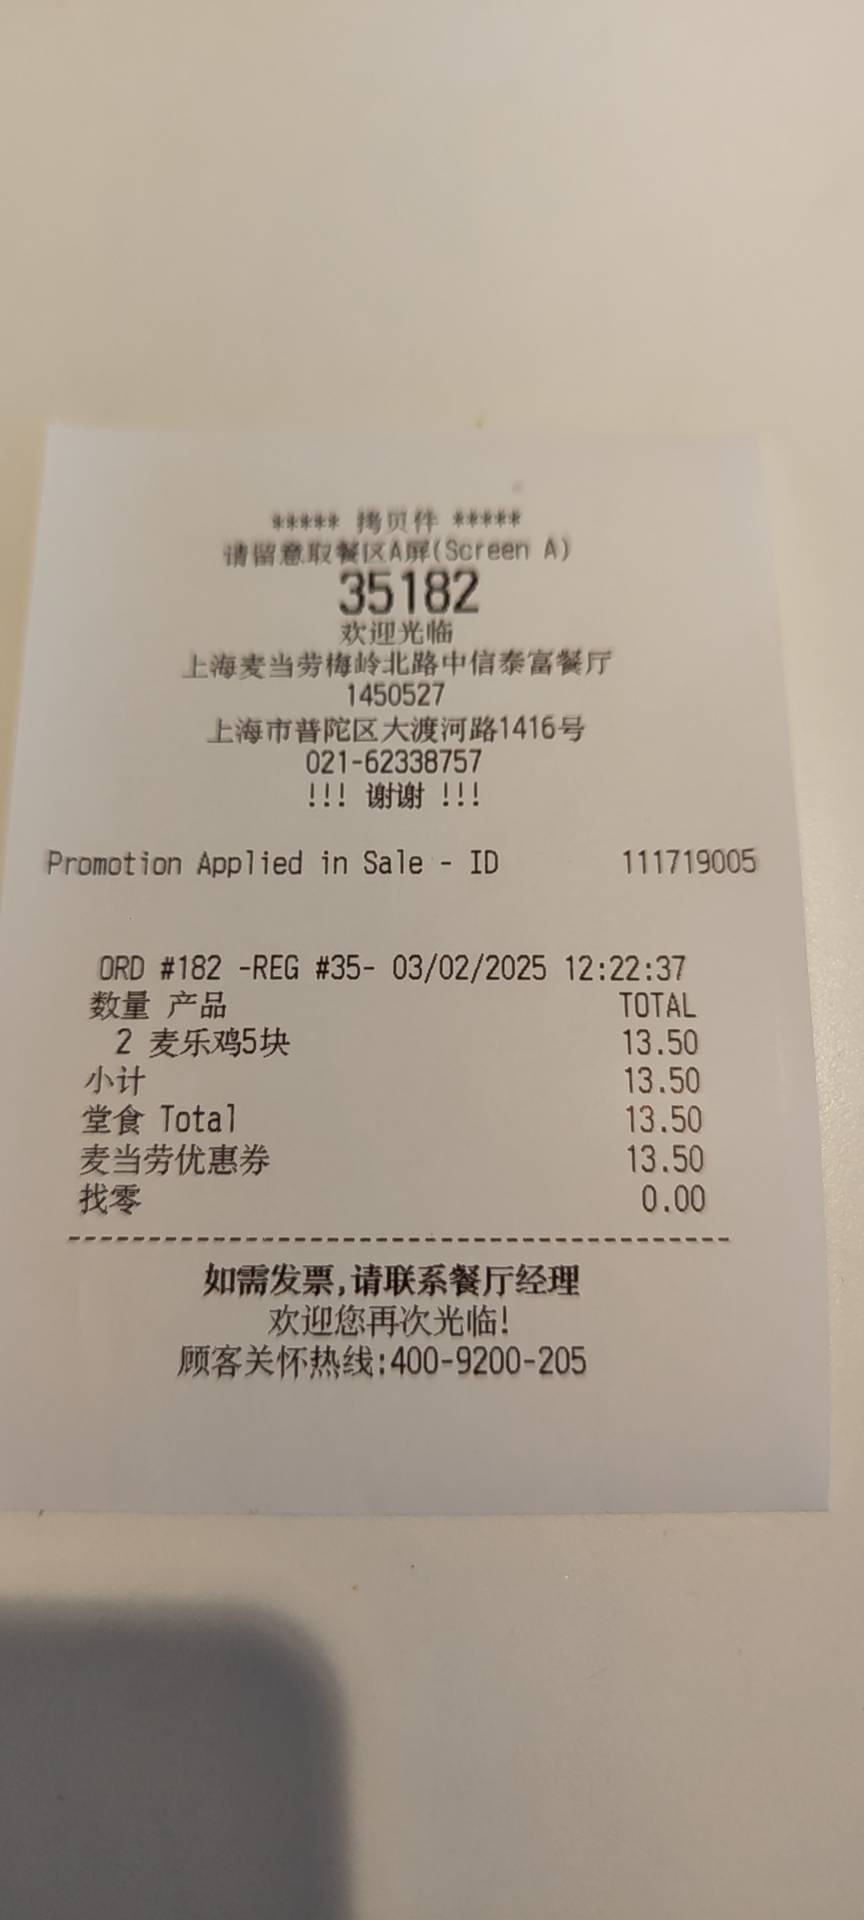 ***** 拷贝件 *****
请留意取餐区A屏(Screen A)
35182
欢迎光临
上海麦当劳梅岭北路中信泰富餐厅
1450527
上海市普陀区大渡河路1416号
021-62338757
!!! 谢谢 !!!
Promotion Applied in Sale - ID 111719005
ORD #182 -REG #35- 03/02/2025 12:22:37
数量 产品 TOTAL
2 麦乐鸡5块 13.50
小计 13.50
堂食 Total 13.50
麦当劳优惠券 13.50
找零 0.00
如需发票,请联系餐厅经理
欢迎您再次光临!
顾客关怀热线:400-9200-205